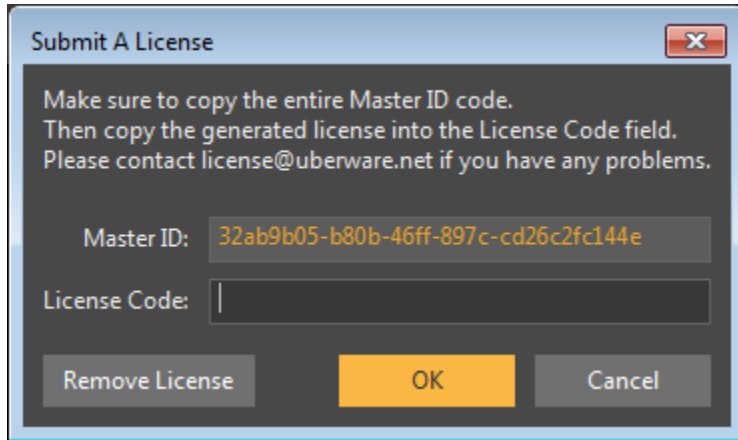 Submit A License
Make sure to copy the entire Master ID code.
Then copy the generated license into the License Code field.
Please contact license@uberware.net if you have any problems.
Master ID: 32ab9b05-b80b-46ff-897c-cd26c2fc144e
License Code:
Remove License OK Cancel